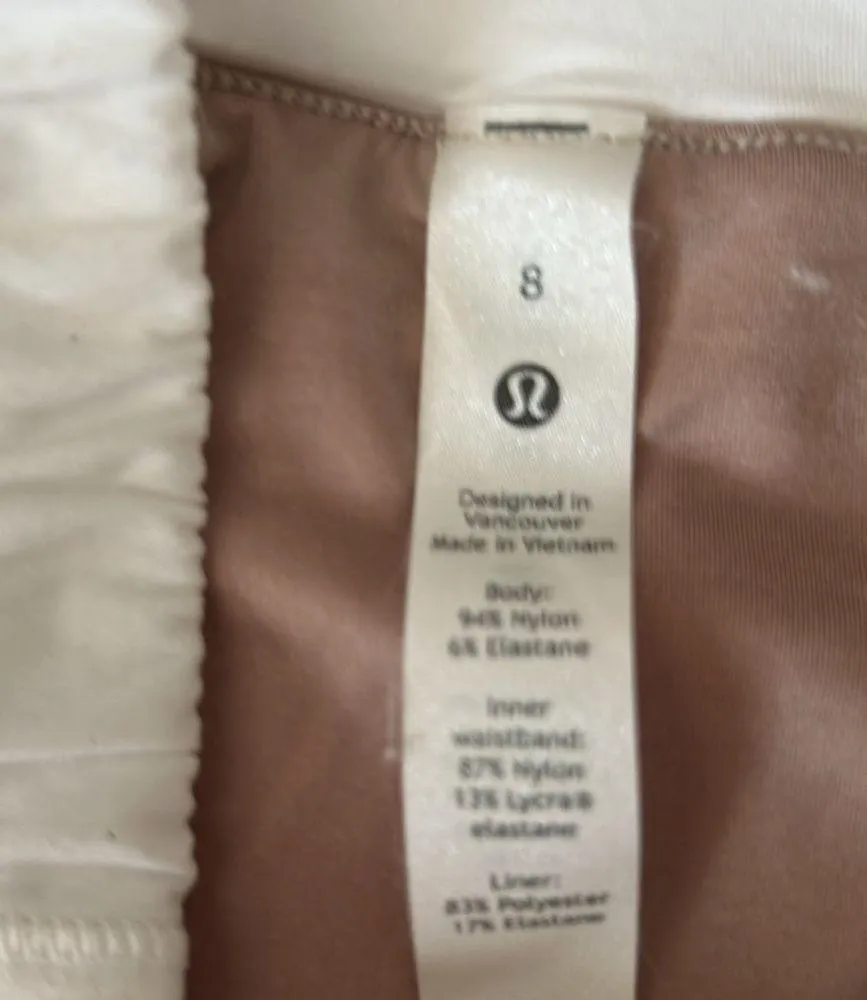 8
Designed in
Vancouver
Made in Vietnam
Body:
94% Nylon
6% Elastane
Inner
waistband:
87% Nylon
13% Lycra®
elastane
Liner:
83% Polyester
17% Elastane